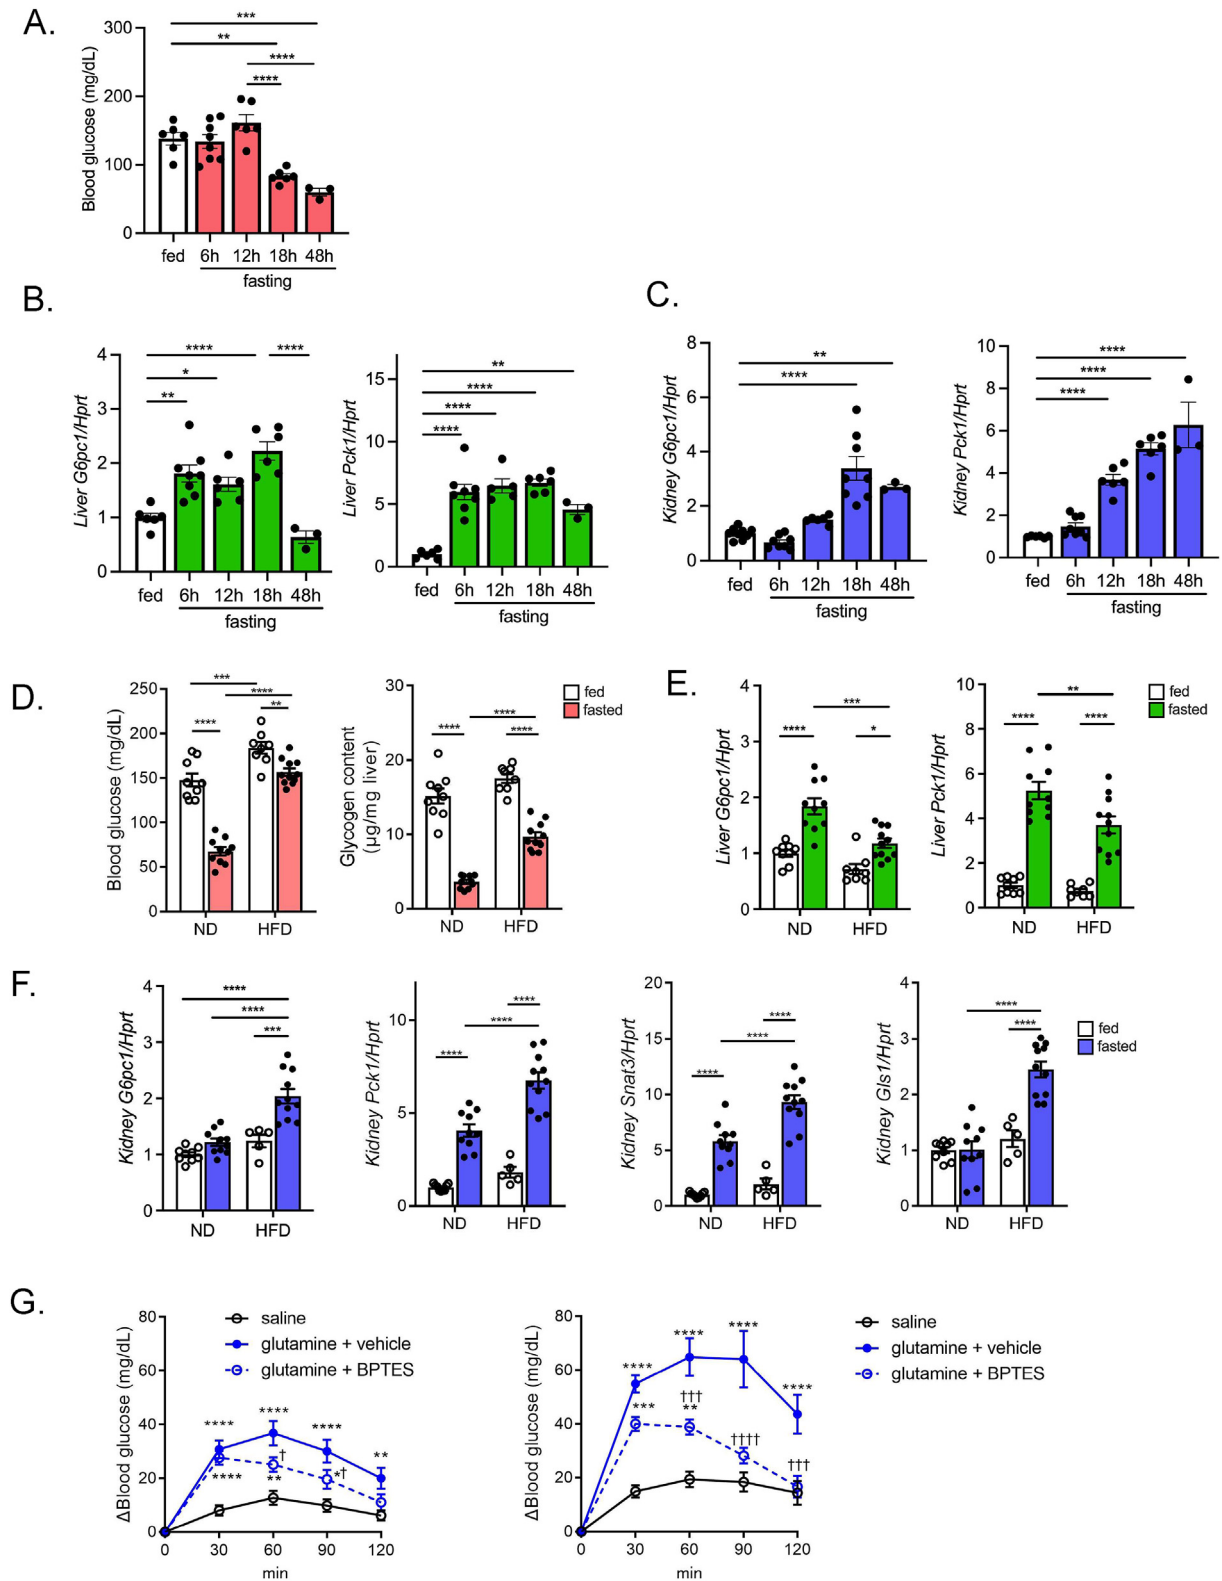 A.
Blood glucose (mg/dL)
300
200
100
0
***
**
****
****
fed 6h 12h 18h 48h
fasting
B.
Liver G6pc1/Hprt
4
3
2
1
0
**** ****
*
**
fed 6h 12h 18h 48h
fasting
Liver Pck1/Hprt
15
10
5
0
**
****
****
****
fed 6h 12h 18h 48h
fasting
C.
Kidney G6pc1/Hprt
8
6
4
2
0
**
****
fed 6h 12h 18h 48h
fasting
Kidney Pck1/Hprt
10
8
6
4
2
0
****
****
****
fed 6h 12h 18h 48h
fasting
D.
Blood glucose (mg/dL)
250
200
150
100
50
0
***
****
**
****
ND HFD
Glycogen content
(µg/mg liver)
30
20
10
0
****
**** ****
ND HFD
fed
fasted
E.
Liver G6pc1/Hprt
4
3
2
1
0
***
**** *
ND HFD
Liver Pck1/Hprt
10
8
6
4
2
0
**
**** ****
ND HFD
fed
fasted
F.
Kidney G6pc1/Hprt
4
3
2
1
0
****
****
***
ND HFD
Kidney Pck1/Hprt
10
5
0
****
****
****
ND HFD
Kidney Snat3/Hprt
20
15
10
5
0
****
****
****
ND HFD
Kidney Gls1/Hprt
4
3
2
1
0
****
****
ND HFD
fed
fasted
G.
ΔBlood glucose (mg/dL)
80
60
40
20
0
saline
glutamine + vehicle
glutamine + BPTES
****
**** **** **
†
**** ** *†
0 30 60 90 120
min
ΔBlood glucose (mg/dL)
80
60
40
20
0
saline
glutamine + vehicle
glutamine + BPTES
**** ****
**** ****
†††
*** **
†††† †††
0 30 60 90 120
min